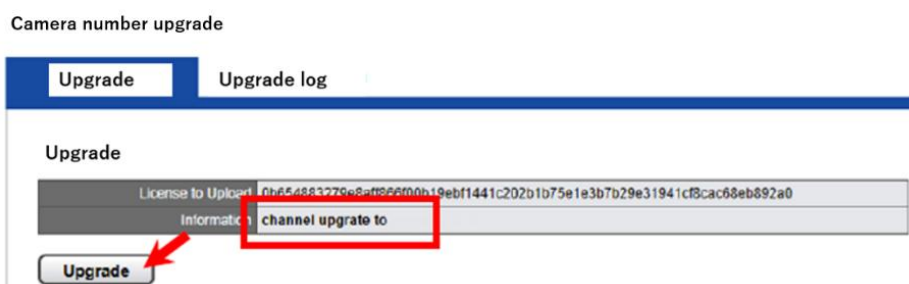 Camera number upgrade
Upgrade Upgrade log
Upgrade
License to Upload 0b654883279e8aff866f00b19ebf1441c202b1b75e1e3b7b29e31941cf8cac68eb892a0
Information channel upgrate to
Upgrade